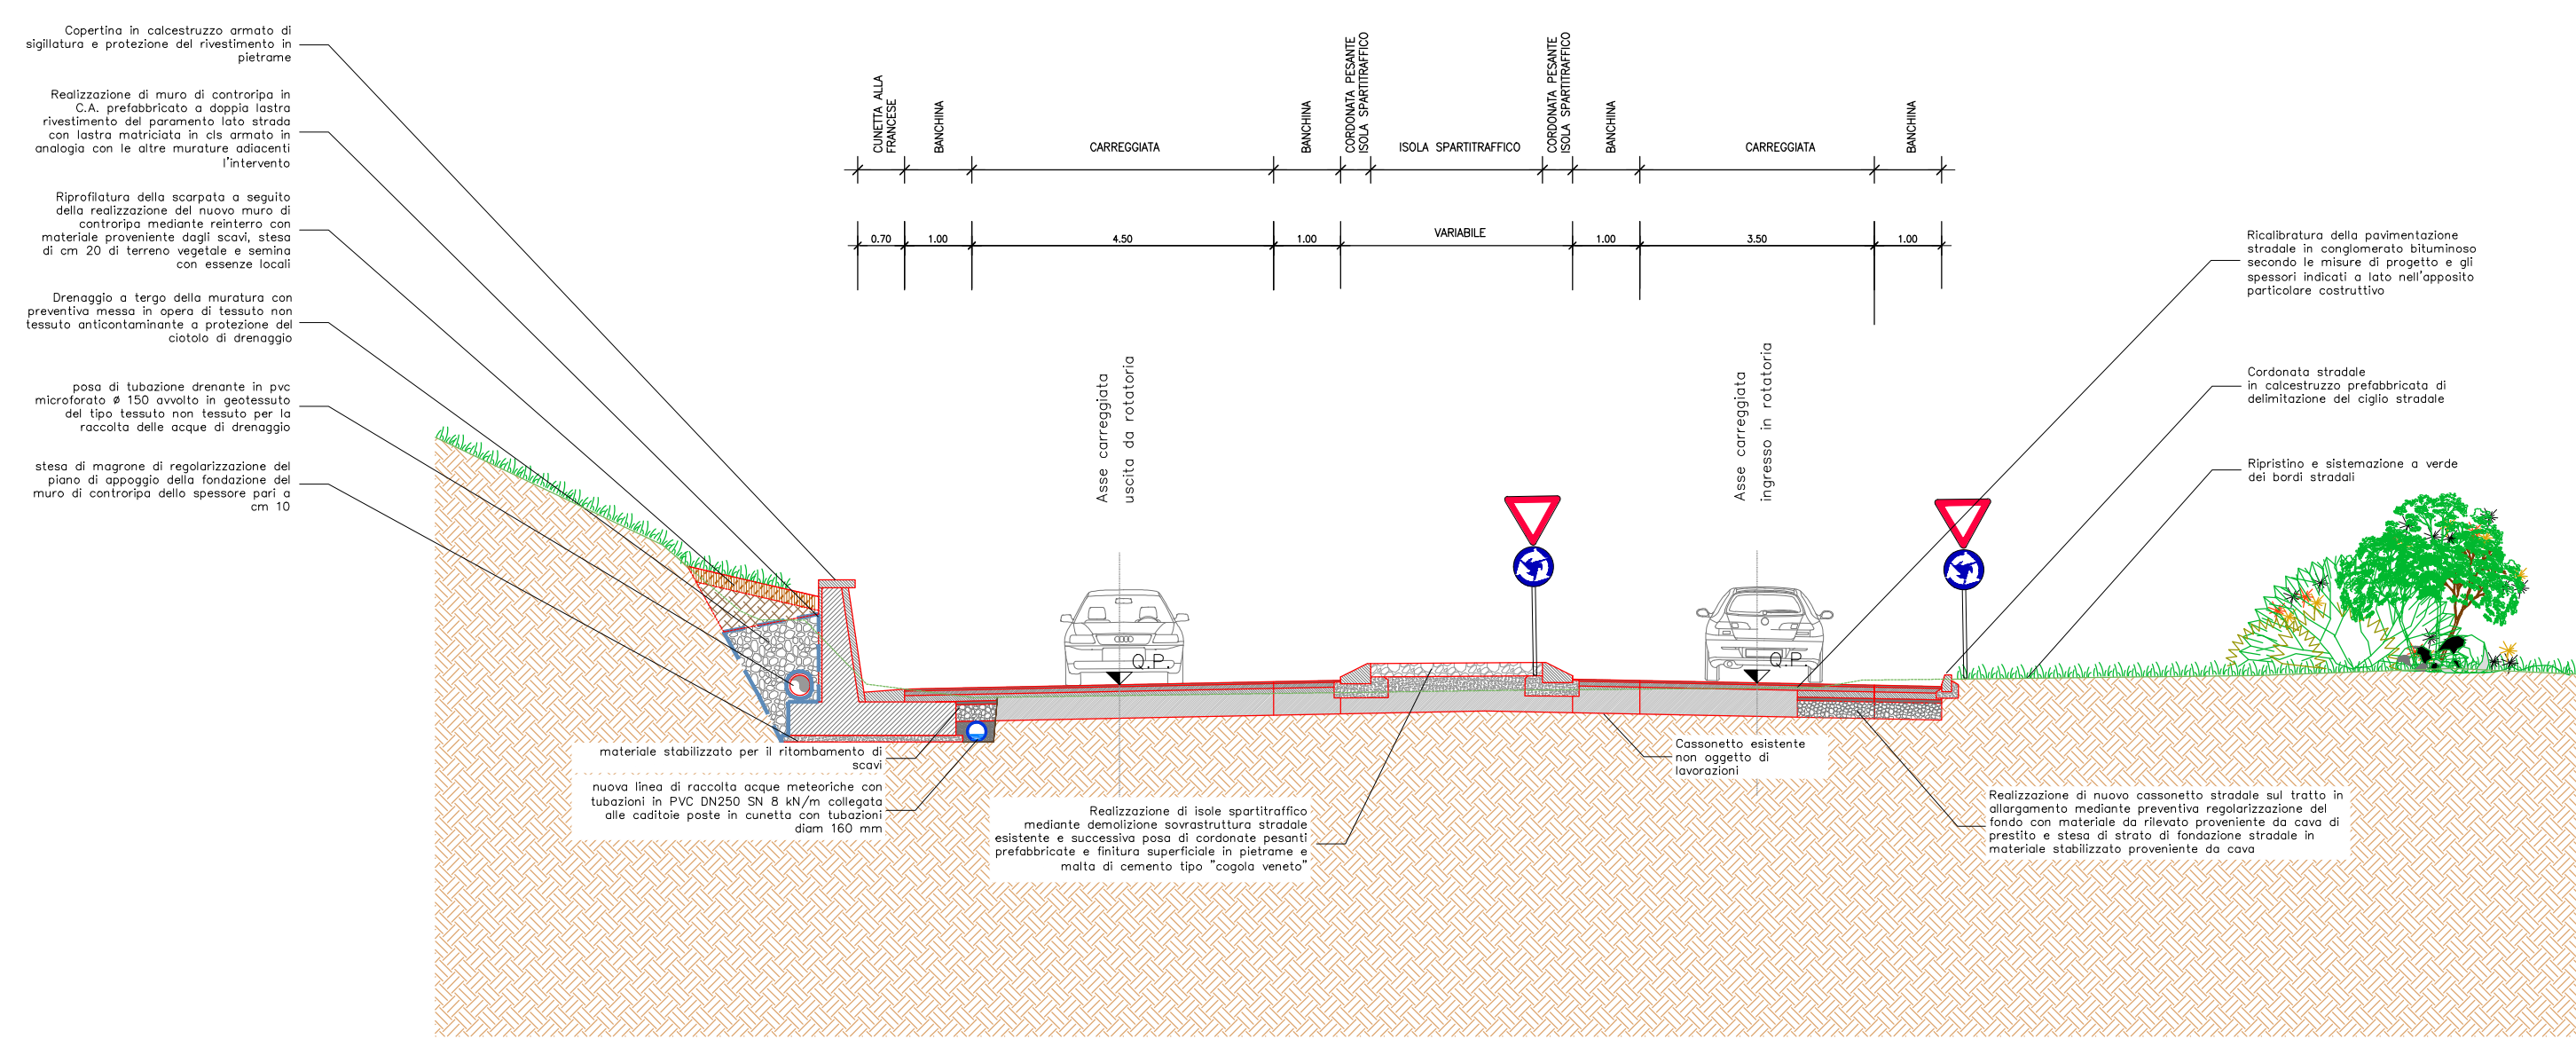 Copertina in calcestruzzo armato di
sigillatura e protezione del rivestimento in
pietrame
Realizzazione di muro di controripa in
C.A. prefabbricato a doppia lastra
rivestimento del paramento lato strada
con lastra matriciata in cls armato in
analogia con le altre murature adiacenti
l'intervento
Riprofilatura della scarpata a seguito
della realizzazione del nuovo muro di
controripa mediante reinterro con
materiale proveniente dagli scavi, stesa
di cm 20 di terreno vegetale e semina
con essenze locali
Drenaggio a tergo della muratura con
preventiva messa in opera di tessuto non
tessuto anticontaminante a protezione del
ciotolo di drenaggio
posa di tubazione drenante in pvc
microforato ø 150 avvolto in geotessuto
del tipo tessuto non tessuto per la
raccolta delle acque di drenaggio
stesa di magrone di regolarizzazione del
piano di appoggio della fondazione del
muro di controripa dello spessore pari a
cm 10
CUNETTA ALLA
FRANCESE
BANCHINA
CARREGGIATA
BANCHINA
CORDONATA PESANTE
ISOLA SPARTITRAFFICO
ISOLA SPARTITRAFFICO
CORDONATA PESANTE
ISOLA SPARTITRAFFICO
BANCHINA
CARREGGIATA
BANCHINA
0.70
1.00
4.50
1.00
VARIABILE
1.00
3.50
1.00
Asse carreggiata
uscita da rotatoria
Asse carreggiata
ingresso in rotatoria
Q.P.
Q.P.
Ricalibratura della pavimentazione
stradale in conglomerato bituminoso
secondo le misure di progetto e gli
spessori indicati a lato nell'apposito
particolare costruttivo
Cordonata stradale
in calcestruzzo prefabbricata di
delimitazione del ciglio stradale
Ripristino e sistemazione a verde
dei bordi stradali
materiale stabilizzato per il ritombamento di
scavi
nuova linea di raccolta acque meteoriche con
tubazioni in PVC DN250 SN 8 kN/m collegata
alle caditoie poste in cunetta con tubazioni
diam 160 mm
Realizzazione di isole spartitraffico
mediante demolizione sovrastruttura stradale
esistente e successiva posa di cordonate pesanti
prefabbricate e finitura superficiale in pietrame e
malta di cemento tipo "cogola veneto"
Cassonetto esistente
non oggetto di
lavorazioni
Realizzazione di nuovo cassonetto stradale sul tratto in
allargamento mediante preventiva regolarizzazione del
fondo con materiale da rilevato proveniente da cava di
prestito e stesa di strato di fondazione stradale in
materiale stabilizzato proveniente da cava